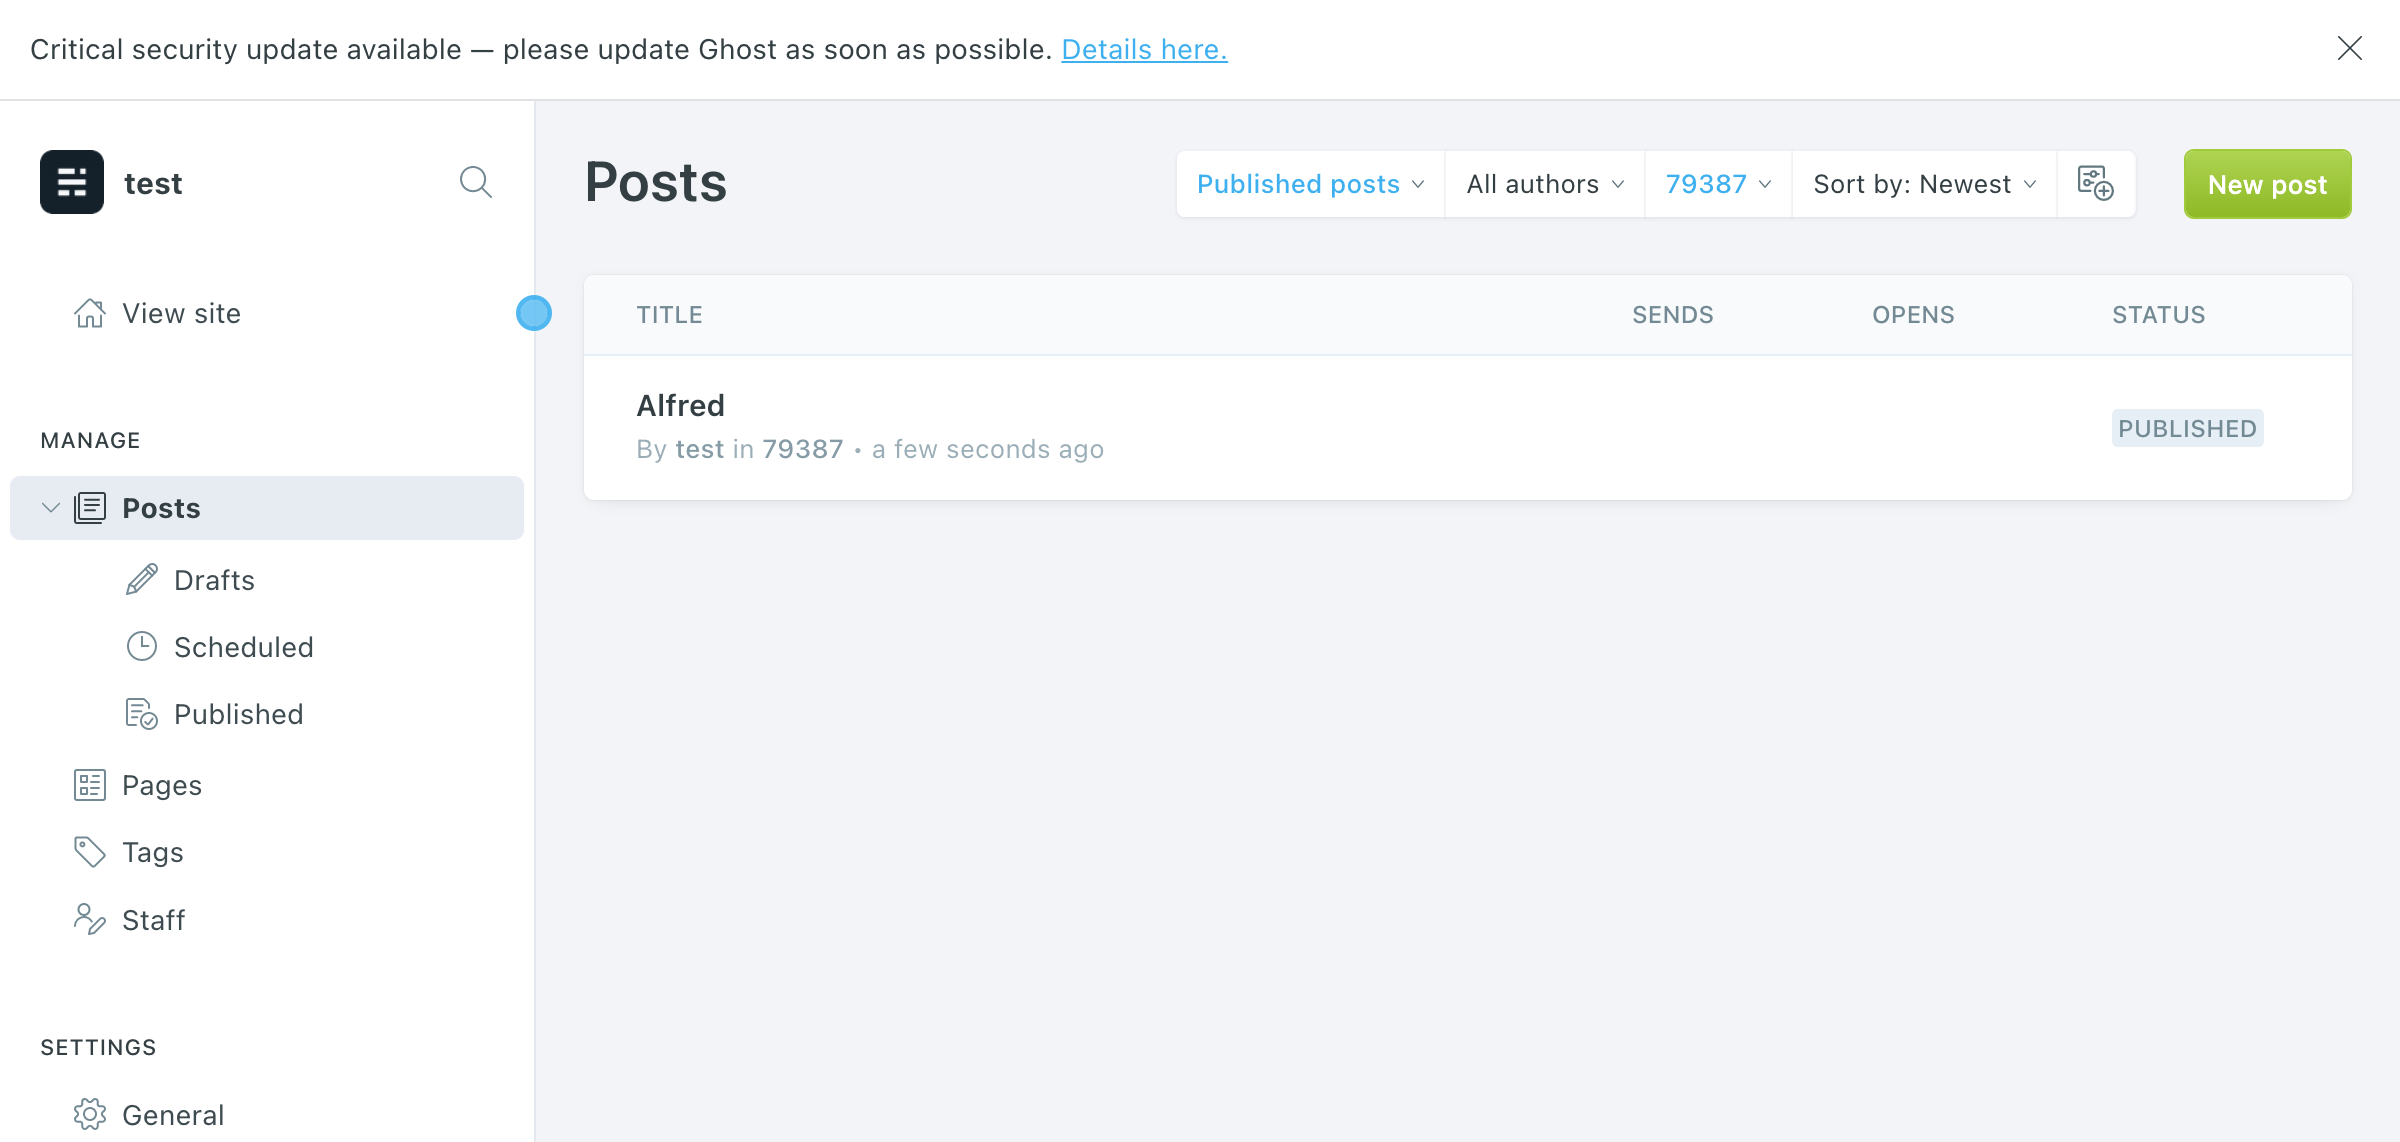 Critical security update available — please update Ghost as soon as possible. Details here.
test
View site
MANAGE
Posts
Drafts
Scheduled
Published
Pages
Tags
Staff
SETTINGS
General
Posts
Published posts
All authors
79387
Sort by: Newest
New post
TITLE SENDS OPENS STATUS
Alfred
By test in 79387 • a few seconds ago
PUBLISHED